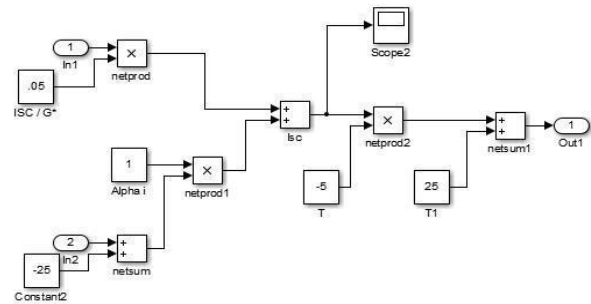 1
In1
.05
ISC / G*
×
netprod
Scope2
+
+
Isc
×
netprod2
+
+
netsum1
1
Out1
1
Alpha i
×
netprod1
-5
T
25
T1
2
In2
-25
Constant2
+
+
netsum